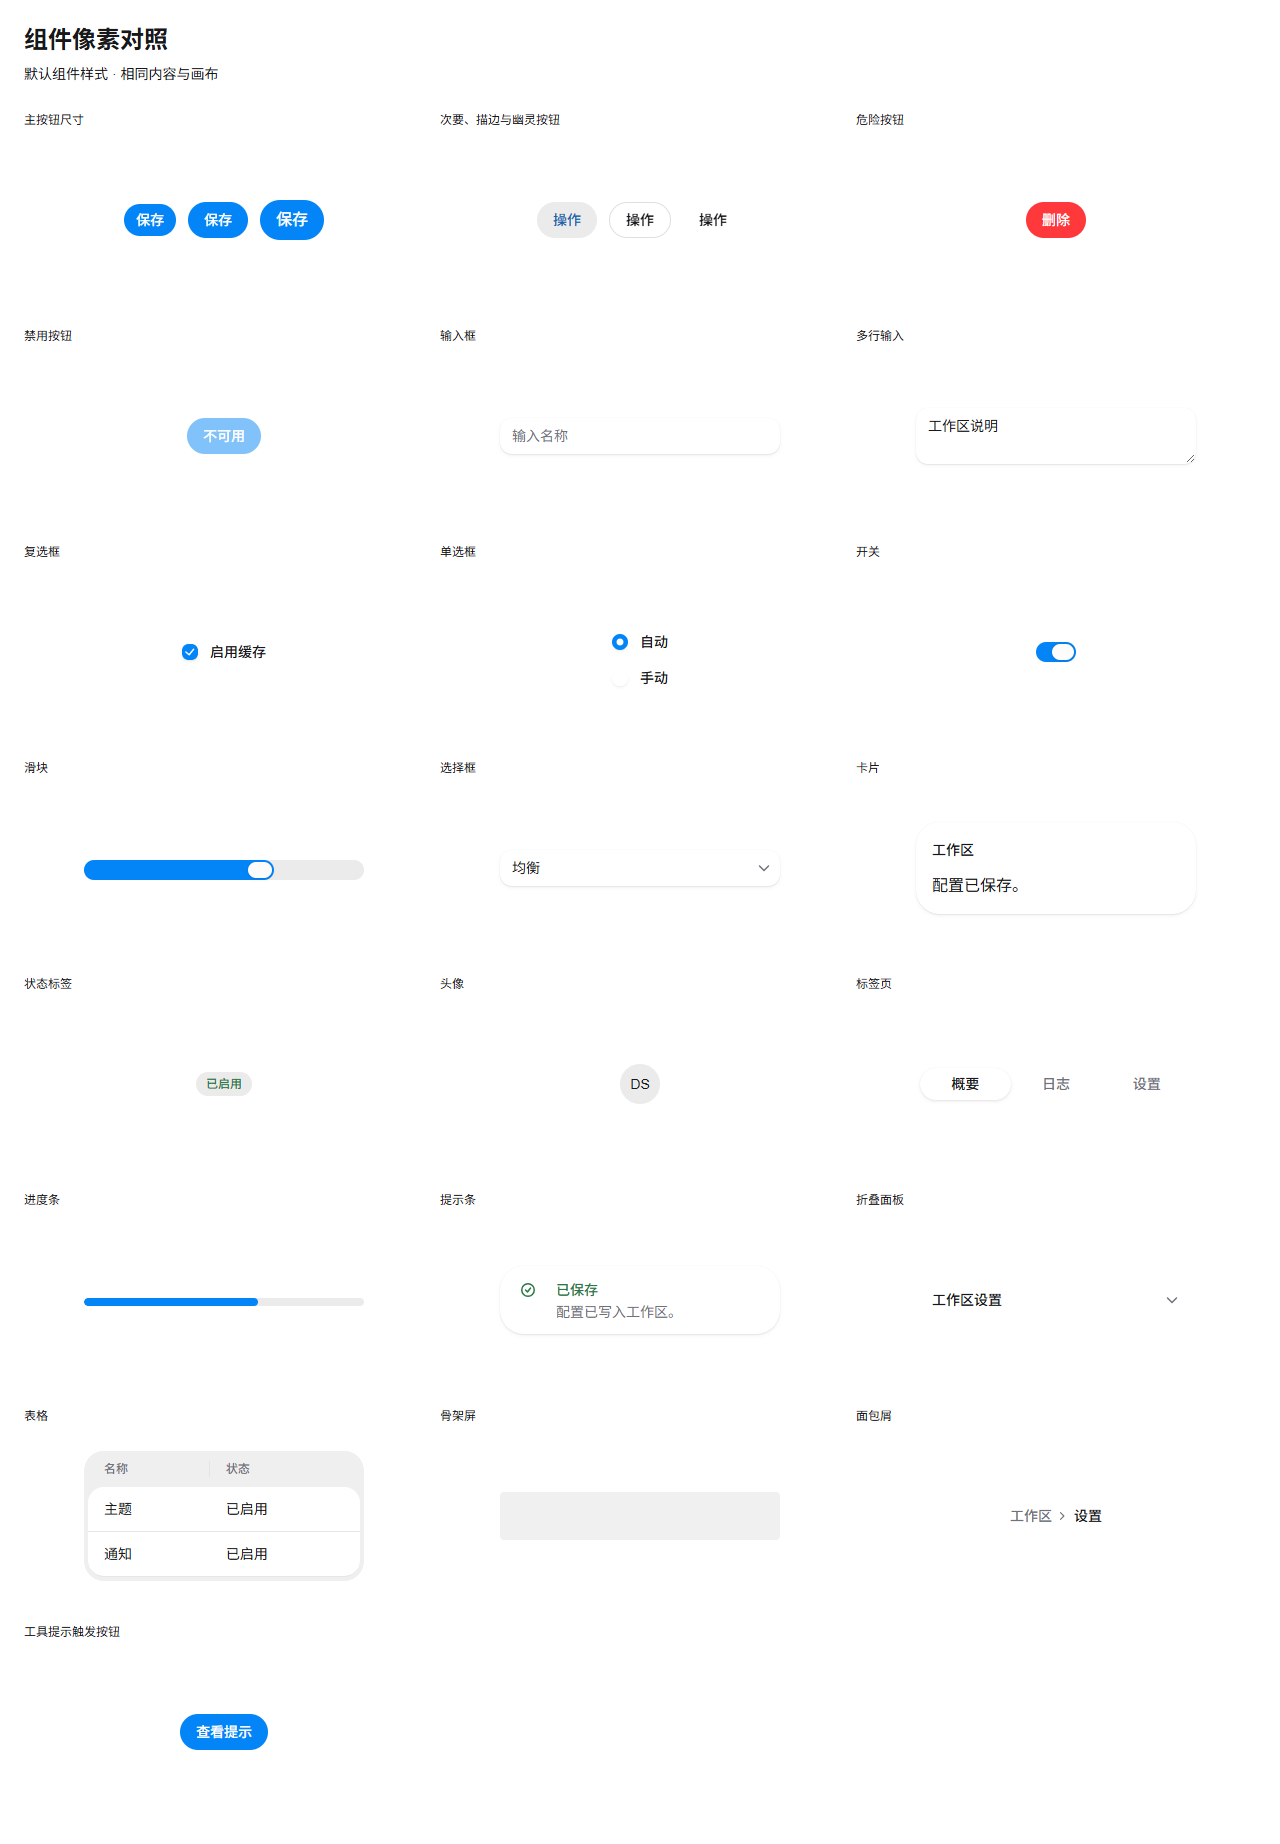 组件像素对照
默认组件样式 · 相同内容与画布
主按钮尺寸
次要、描边与幽灵按钮
危险按钮
保存
保存
保存
操作
操作
操作
删除
禁用按钮
输入框
多行输入
不可用
输入名称
工作区说明
复选框
单选框
开关
启用缓存
自动
手动
滑块
选择框
卡片
均衡
工作区
配置已保存。
状态标签
头像
标签页
已启用
DS
概要
日志
设置
进度条
提示条
折叠面板
已保存
配置已写入工作区。
工作区设置
表格
骨架屏
面包屑
名称
状态
主题
已启用
通知
已启用
工作区
设置
工具提示触发按钮
查看提示